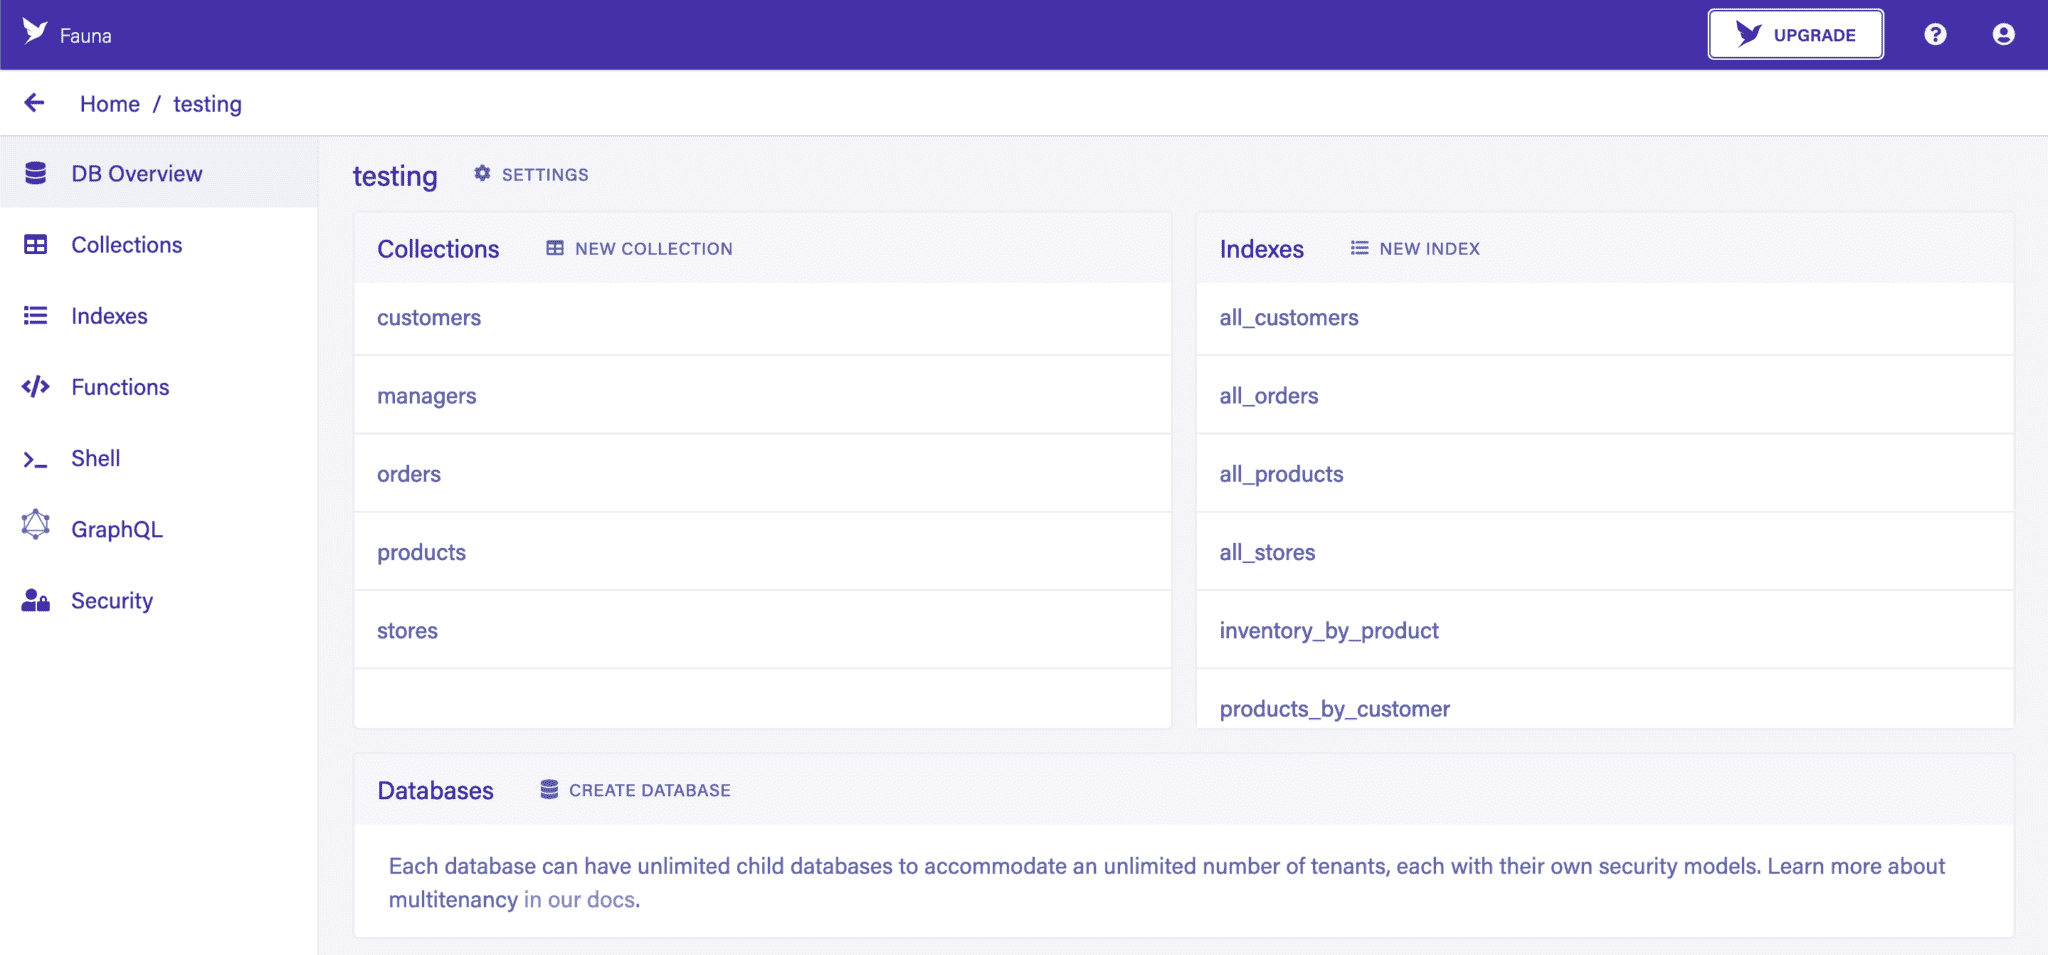 Fauna
UPGRADE
Home / testing
DB Overview
Collections
Indexes
Functions
Shell
GraphQL
Security
testing
SETTINGS
Collections
NEW COLLECTION
customers
managers
orders
products
stores
Indexes
NEW INDEX
all_customers
all_orders
all_products
all_stores
inventory_by_product
products_by_customer
Databases
CREATE DATABASE
Each database can have unlimited child databases to accommodate an unlimited number of tenants, each with their own security models. Learn more about
multitenancy in our docs.